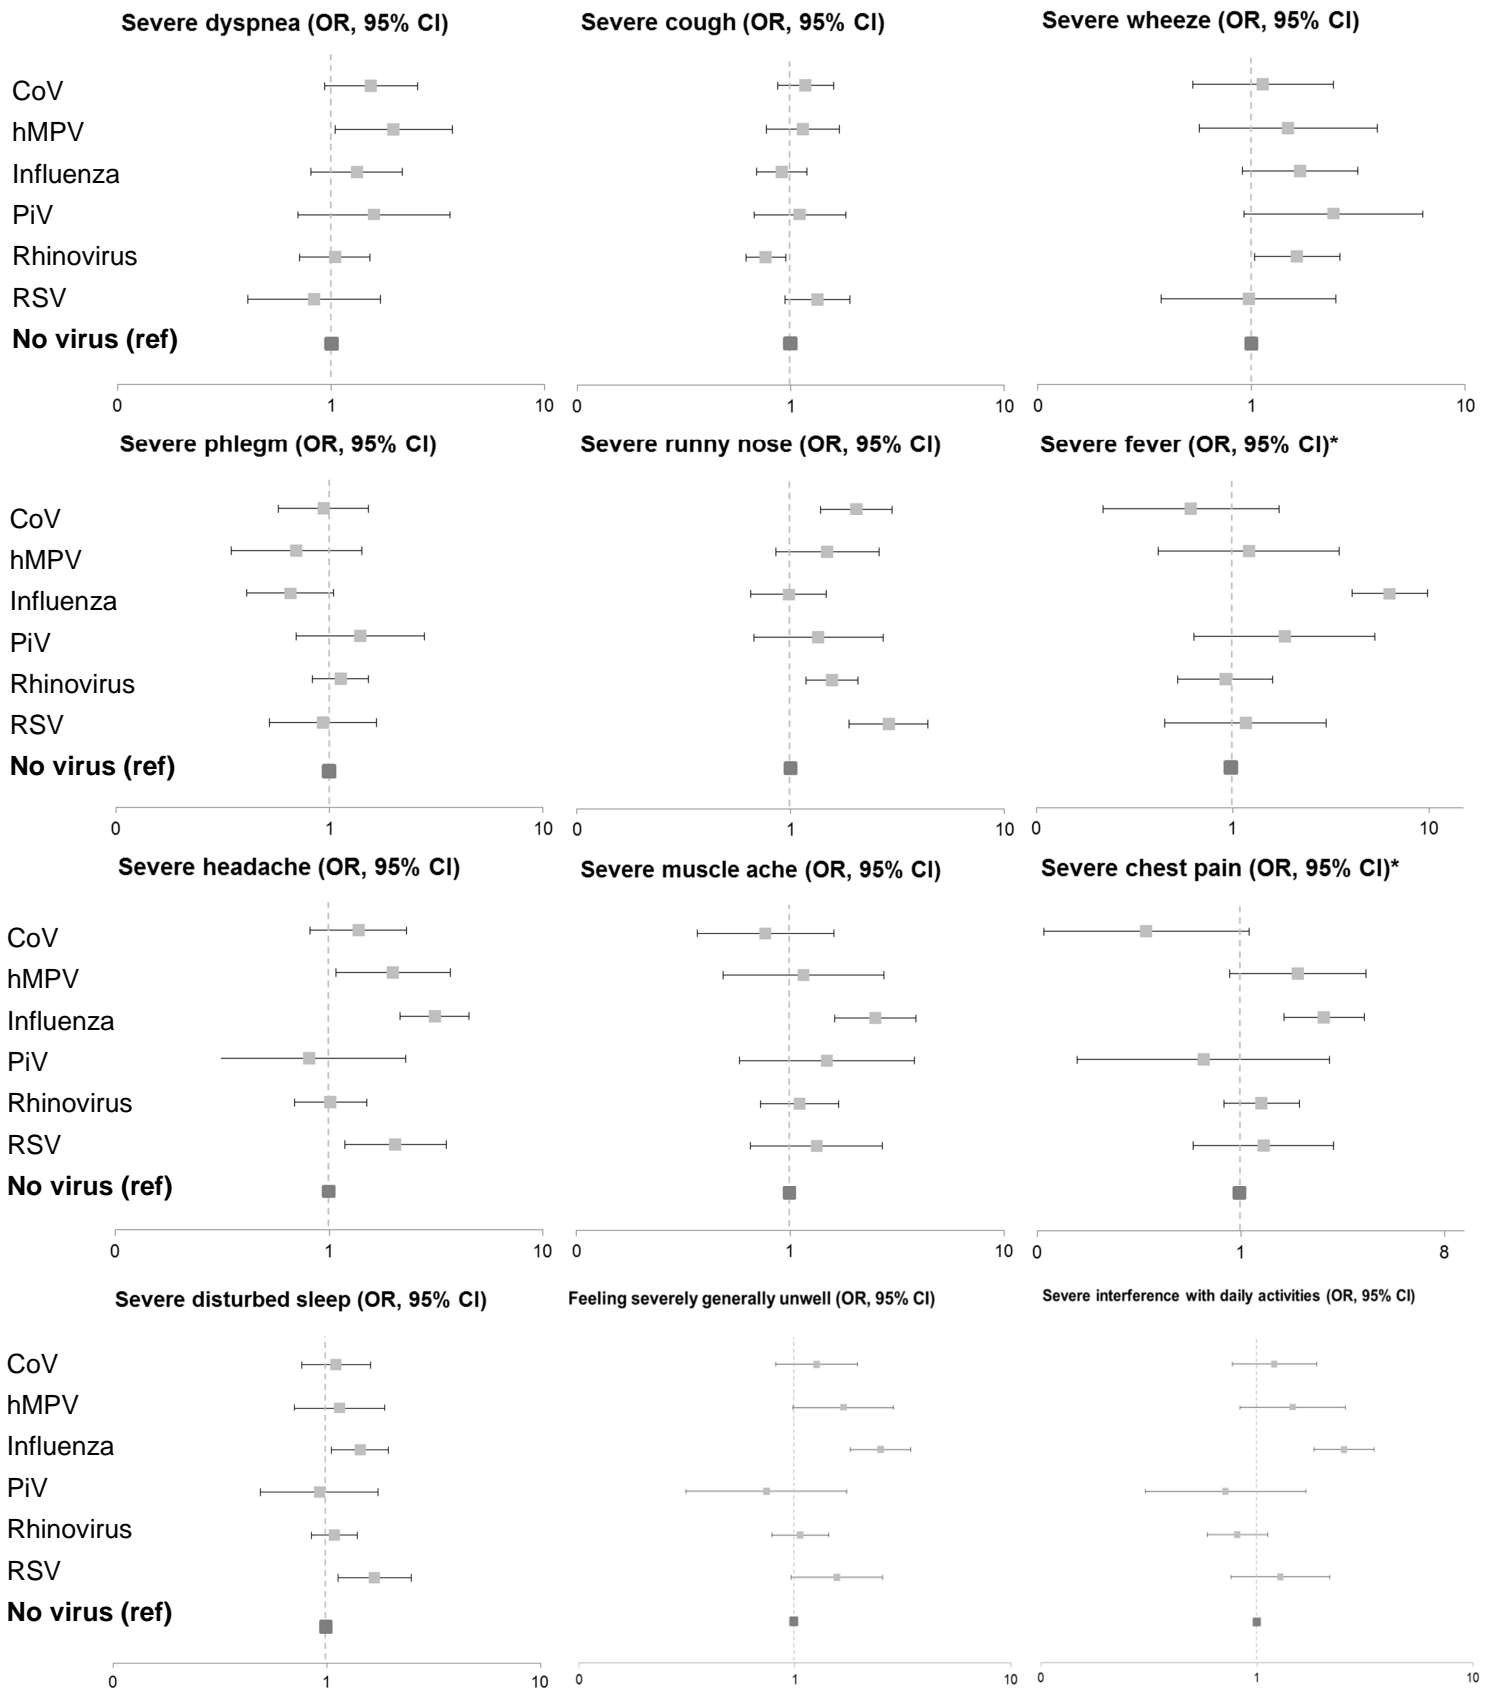 Severe dyspnea (OR, 95% CI)
Severe cough (OR, 95% CI)
Severe wheeze (OR, 95% CI)
CoV
hMPV
Influenza
PiV
Rhinovirus
RSV
No virus (ref)
0 1 10
0 1 10
0 1 10
Severe phlegm (OR, 95% CI)
Severe runny nose (OR, 95% CI)
Severe fever (OR, 95% CI)*
CoV
hMPV
Influenza
PiV
Rhinovirus
RSV
No virus (ref)
0 1 10
0 1 10
0 1 10
Severe headache (OR, 95% CI)
Severe muscle ache (OR, 95% CI)
Severe chest pain (OR, 95% CI)*
CoV
hMPV
Influenza
PiV
Rhinovirus
RSV
No virus (ref)
0 1 10
0 1 10
0 1 8
Severe disturbed sleep (OR, 95% CI)
Feeling severely generally unwell (OR, 95% CI)
Severe interference with daily activities (OR, 95% CI)
CoV
hMPV
Influenza
PiV
Rhinovirus
RSV
No virus (ref)
0 1 10
0 1 10
0 1 10